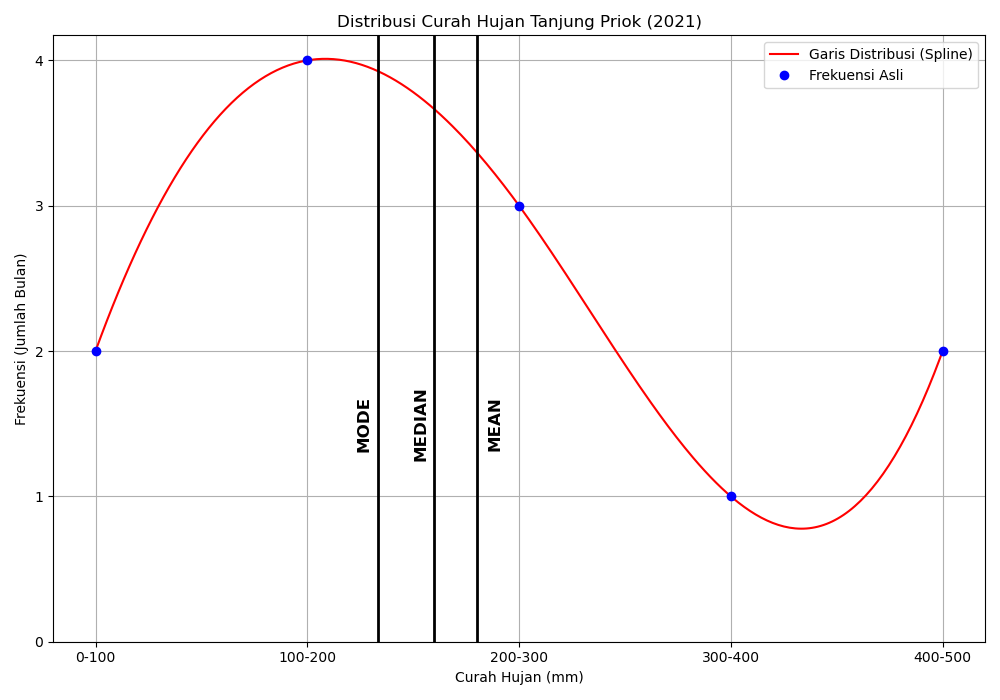 Distribusi Curah Hujan Tanjung Priok (2021)
Garis Distribusi (Spline)
Frekuensi Asli
Frekuensi (Jumlah Bulan)
4
3
2
1
0
MODE
MEDIAN
MEAN
0-100
100-200
200-300
300-400
400-500
Curah Hujan (mm)